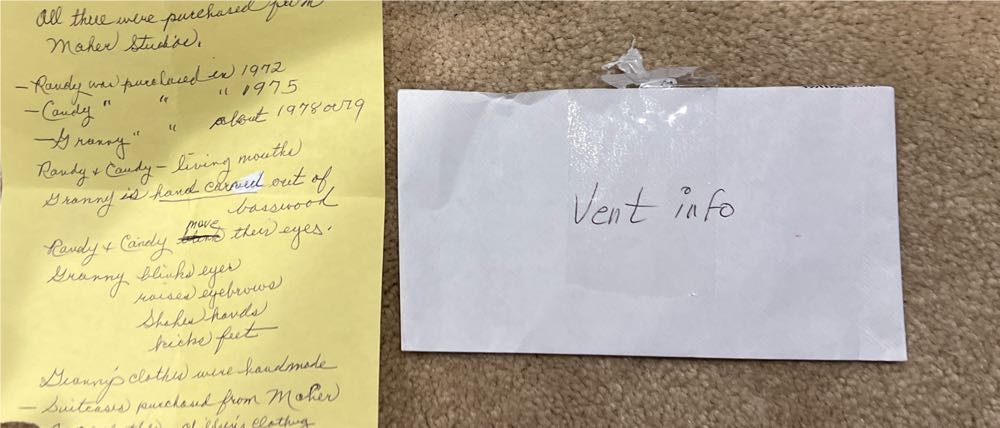 All three were purchased from
Maher Studios.
- Randy was purchased in 1972
- Candy " " " 1975
- Granny " " about 1978 or 79
Randy & Candy - living mouths
Granny is hand carved out of
basswood
Randy & Candy move their eyes.
Granny blinks eyes
raises eyebrows
Shakes hands
kicks feet
Granny's clothes were handmade
- Suitcases purchased from Maher
children's clothing
Vent info